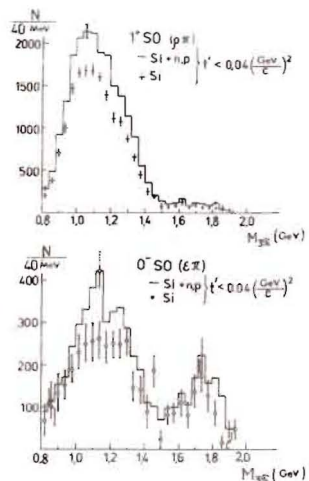 N
40 MeV
1⁺ SO (ρπ)
— Si + n.p
+ Si
} t' < 0.04 (GeV/c)²
2000
1500
1000
500
0,8 1,0 1,2 1,4 1,6 1,8 2,0
M₃π (GeV)
N
40 MeV
0⁻ SO (επ)
— Si + n.p
• Si
} t' < 0.04 (GeV/c)²
400
300
200
100
0,8 1,0 1,2 1,4 1,6 1,8 2,0
M₃π (GeV)